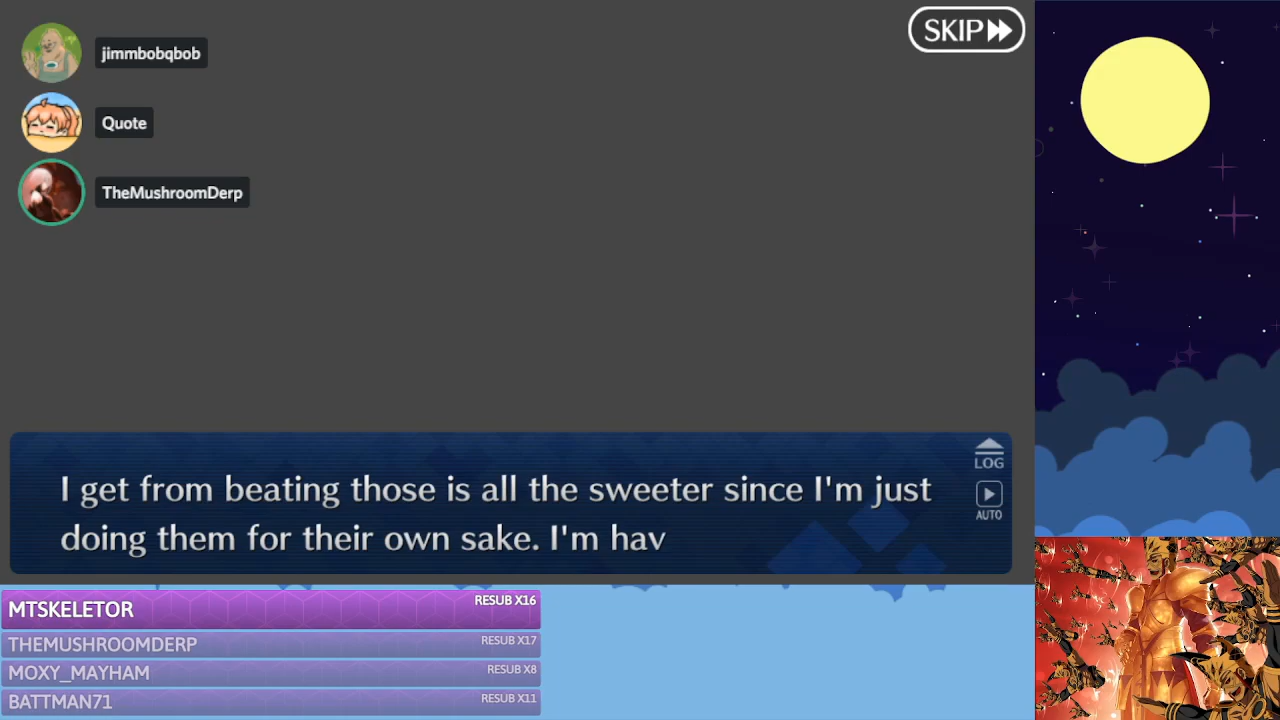 jimmbobqbob
SKIP
Quote
TheMushroomDerp
LOG
I get from beating those is all the sweeter since I'm just
AUTO
doing them for their own sake. I'm hav
MTSKELETOR RESUB X16
THEMUSHROOMDERP RESUB X17
MOXY_MAYHAM RESUB X8
BATTMAN71 RESUB X11